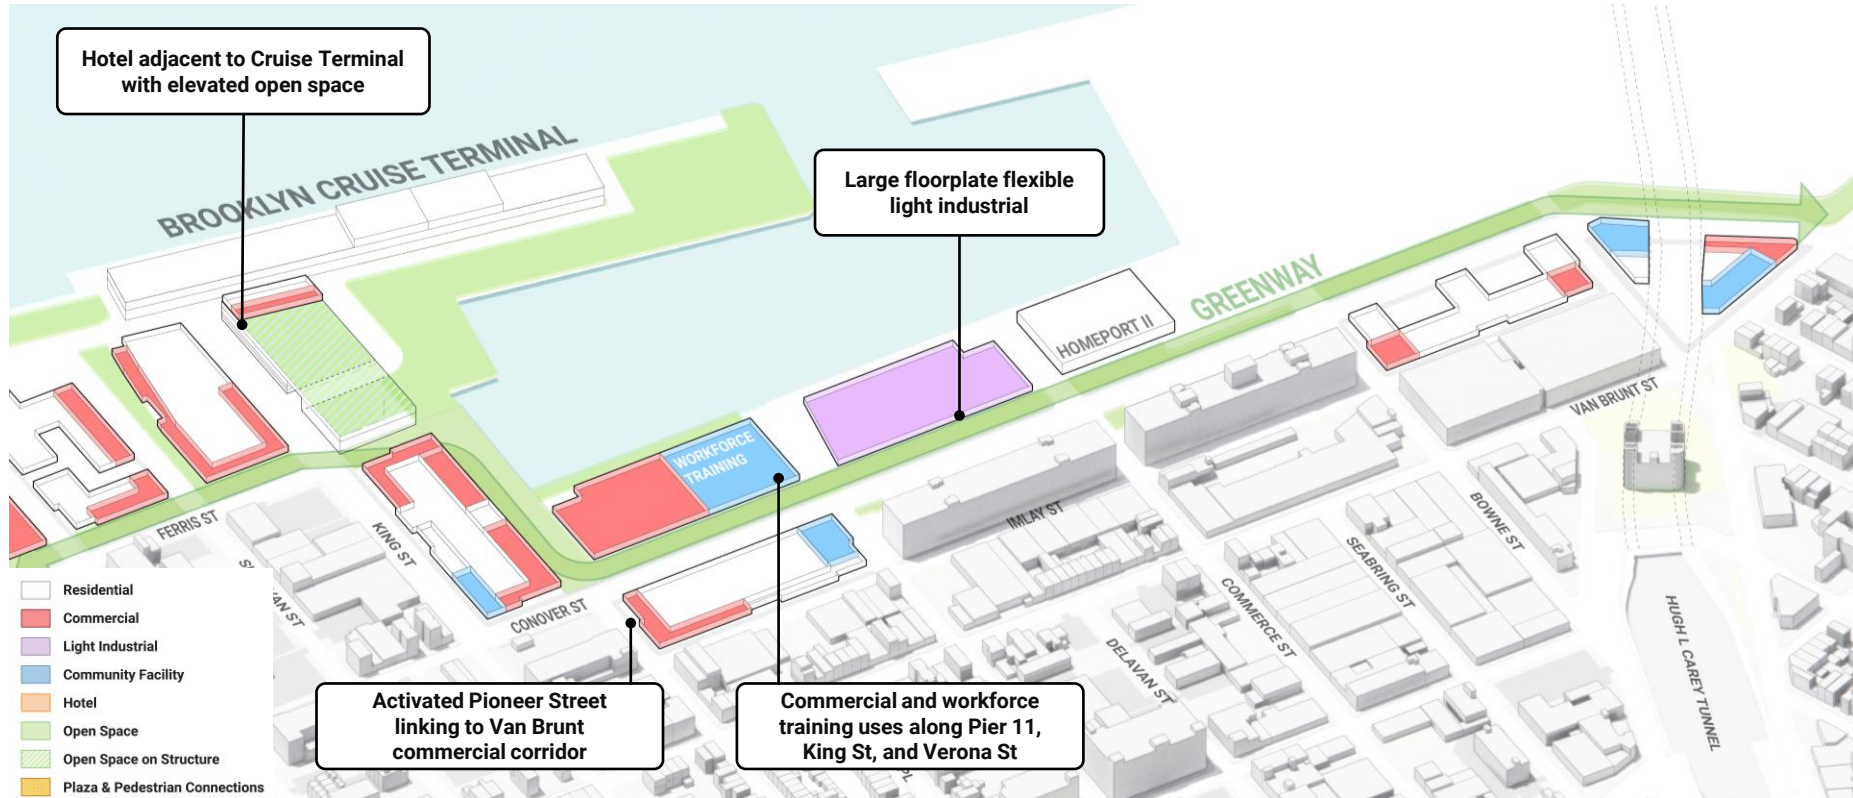 Hotel adjacent to Cruise Terminal
with elevated open space
BROOKLYN CRUISE TERMINAL
Large floorplate flexible
light industrial
GREENWAY
HOMEPORT II
VAN BRUNT ST
WORKFORCE
TRAINING
FERRIS ST
KING ST
IMLAY ST
BOWNE ST
SEABRING ST
COMMERCE ST
CONOVER ST
DELAVAN ST
HUGH L CAREY TUNNEL
Residential
Commercial
Light Industrial
Community Facility
Hotel
Open Space
Open Space on Structure
Plaza & Pedestrian Connections
Activated Pioneer Street
linking to Van Brunt
commercial corridor
Commercial and workforce
training uses along Pier 11,
King St, and Verona St